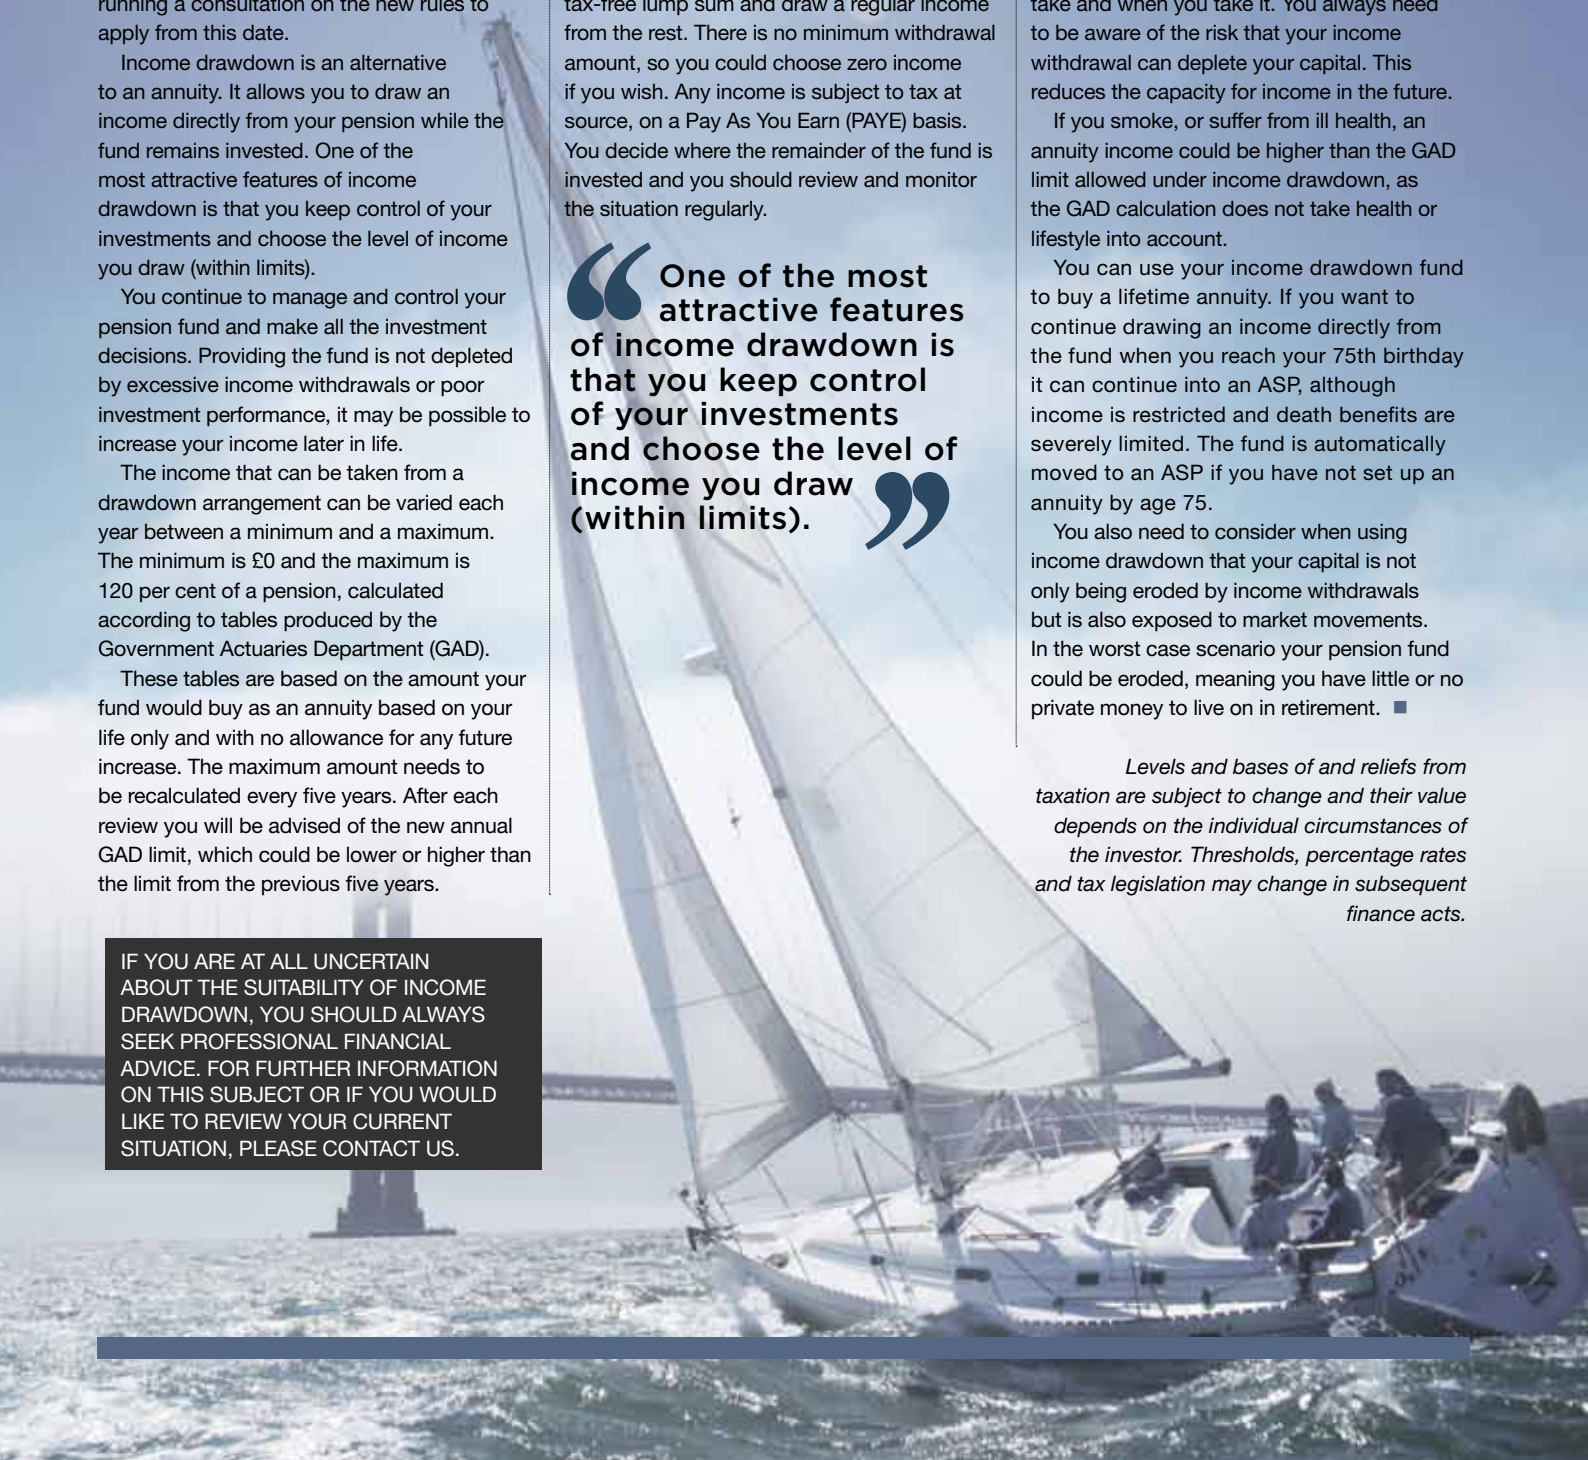 running a consultation on the new rules to
apply from this date.
Income drawdown is an alternative
to an annuity. It allows you to draw an
income directly from your pension while the
fund remains invested. One of the
most attractive features of income
drawdown is that you keep control of your
investments and choose the level of income
you draw (within limits).
You continue to manage and control your
pension fund and make all the investment
decisions. Providing the fund is not depleted
by excessive income withdrawals or poor
investment performance, it may be possible to
increase your income later in life.
The income that can be taken from a
drawdown arrangement can be varied each
year between a minimum and a maximum.
The minimum is £0 and the maximum is
120 per cent of a pension, calculated
according to tables produced by the
Government Actuaries Department (GAD).
These tables are based on the amount your
fund would buy as an annuity based on your
life only and with no allowance for any future
increase. The maximum amount needs to
be recalculated every five years. After each
review you will be advised of the new annual
GAD limit, which could be lower or higher than
the limit from the previous five years.
IF YOU ARE AT ALL UNCERTAIN
ABOUT THE SUITABILITY OF INCOME
DRAWDOWN, YOU SHOULD ALWAYS
SEEK PROFESSIONAL FINANCIAL
ADVICE. FOR FURTHER INFORMATION
ON THIS SUBJECT OR IF YOU WOULD
LIKE TO REVIEW YOUR CURRENT
SITUATION, PLEASE CONTACT US.
tax-free lump sum and draw a regular income
from the rest. There is no minimum withdrawal
amount, so you could choose zero income
if you wish. Any income is subject to tax at
source, on a Pay As You Earn (PAYE) basis.
You decide where the remainder of the fund is
invested and you should review and monitor
the situation regularly.
“One of the most
attractive features
of income drawdown is
that you keep control
of your investments
and choose the level of
income you draw
(within limits).”
take and when you take it. You always need
to be aware of the risk that your income
withdrawal can deplete your capital. This
reduces the capacity for income in the future.
If you smoke, or suffer from ill health, an
annuity income could be higher than the GAD
limit allowed under income drawdown, as
the GAD calculation does not take health or
lifestyle into account.
You can use your income drawdown fund
to buy a lifetime annuity. If you want to
continue drawing an income directly from
the fund when you reach your 75th birthday
it can continue into an ASP, although
income is restricted and death benefits are
severely limited. The fund is automatically
moved to an ASP if you have not set up an
annuity by age 75.
You also need to consider when using
income drawdown that your capital is not
only being eroded by income withdrawals
but is also exposed to market movements.
In the worst case scenario your pension fund
could be eroded, meaning you have little or no
private money to live on in retirement. ■
Levels and bases of and reliefs from
taxation are subject to change and their value
depends on the individual circumstances of
the investor. Thresholds, percentage rates
and tax legislation may change in subsequent
finance acts.